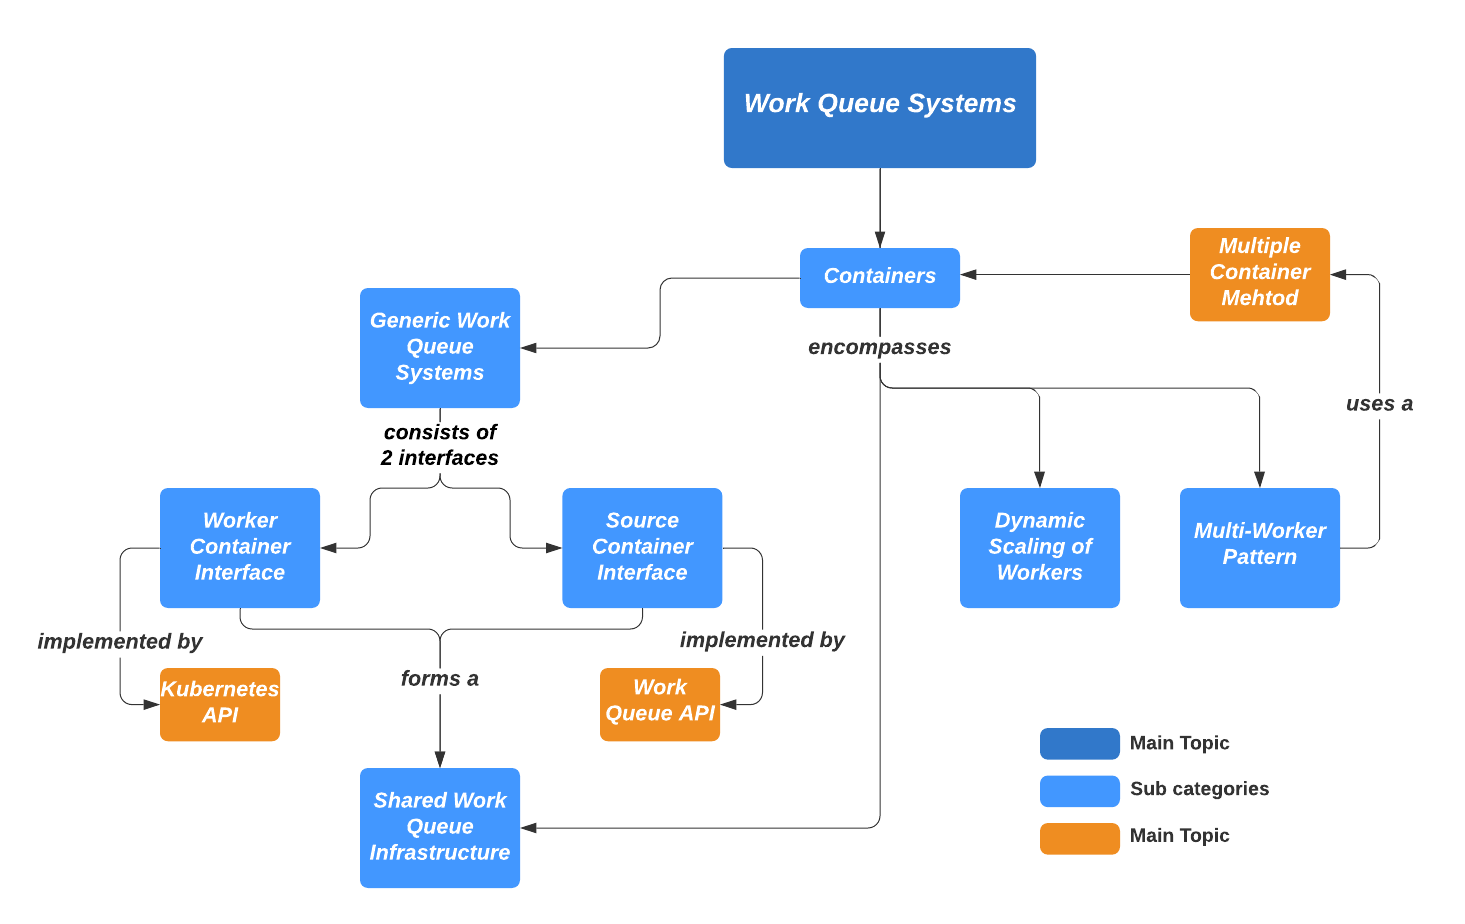 Work Queue Systems
Containers
Multiple
Container
Mehtod
Generic Work
Queue
Systems
encompasses
uses a
consists of
2 interfaces
Worker
Container
Interface
Source
Container
Interface
Dynamic
Scaling of
Workers
Multi-Worker
Pattern
implemented by
implemented by
forms a
Kubernetes
API
Work
Queue API
Shared Work
Queue
Infrastructure
Main Topic
Sub categories
Main Topic